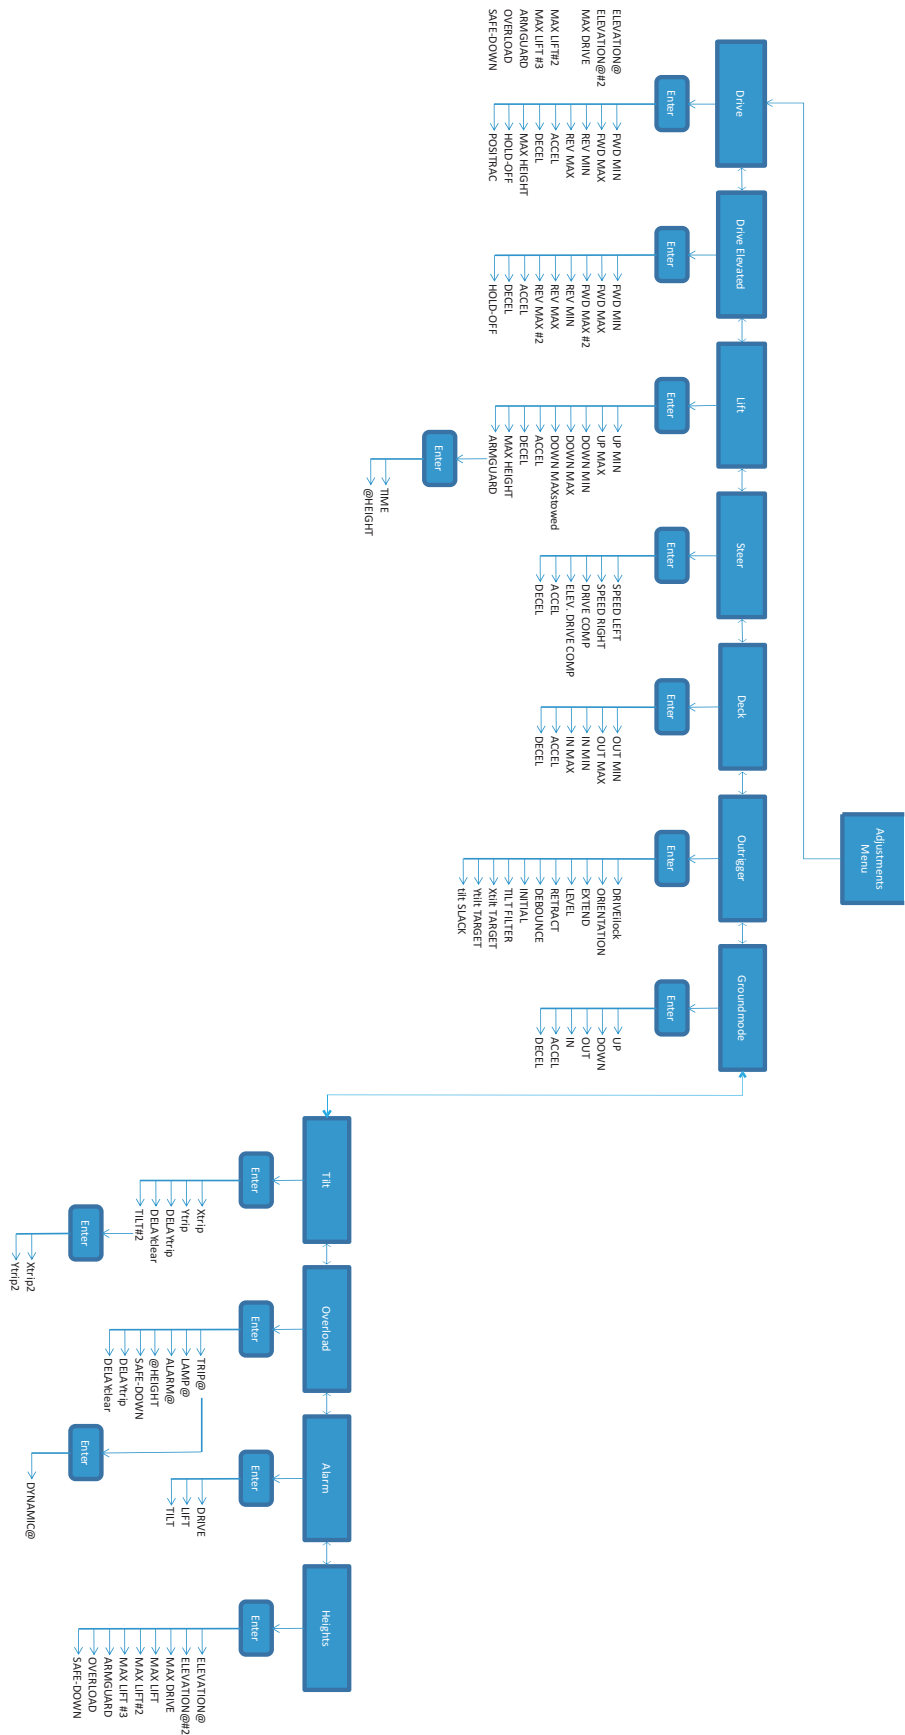 Adjustments
Menu
Drive
Enter
FWD MIN
FWD MAX
REV MIN
REV MAX
ACCEL
DECEL
MAX HEIGHT
HOLD-OFF
POSITRAC
ELEVATION@
ELEVATION@#2
MAX DRIVE
MAX LIFT#2
MAX LIFT #3
ARMGUARD
OVERLOAD
SAFE-DOWN
Drive Elevated
Enter
FWD MIN
FWD MAX
FWD MAX #2
REV MIN
REV MAX
REV MAX #2
ACCEL
DECEL
HOLD-OFF
Lift
Enter
UP MIN
UP MAX
DOWN MIN
DOWN MAX
DOWN MAXstowed
ACCEL
DECEL
MAX HEIGHT
ARMGUARD
Enter
TIME
@HEIGHT
Steer
Enter
SPEED LEFT
SPEED RIGHT
DRIVE COMP
ELEV. DRIVE COMP
ACCEL
DECEL
Deck
Enter
OUT MIN
OUT MAX
IN MIN
IN MAX
ACCEL
DECEL
Outrigger
Enter
DRIVEilock
ORIENTATION
EXTEND
LEVEL
RETRACT
DEBOUNCE
INITIAL
TILT FILTER
Xtilt TARGET
Ytilt TARGET
tilt SLACK
Groundmode
Enter
UP
DOWN
OUT
IN
ACCEL
DECEL
Tilt
Enter
Xtrip
Ytrip
DELAYtrip
DELAYclear
TILT#2
Enter
Xtrip2
Ytrip2
Overload
Enter
TRIP@
LAMP@
ALARM@
@HEIGHT
SAFE-DOWN
DELAYtrip
DELAYclear
Enter
DYNAMIC@
Alarm
Enter
DRIVE
LIFT
TILT
Heights
Enter
ELEVATION@
ELEVATION@#2
MAX DRIVE
MAX LIFT
MAX LIFT#2
MAX LIFT #3
ARMGUARD
OVERLOAD
SAFE-DOWN